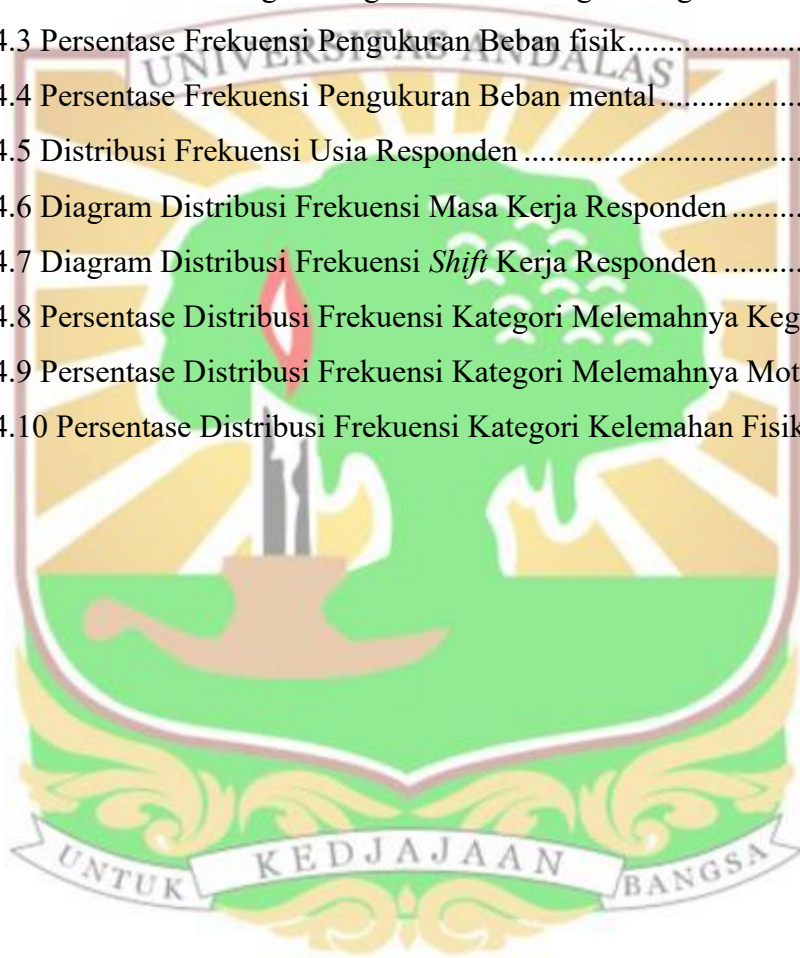 4.3 Persentase Frekuensi Pengukuran Beban fisik....................
UNIVERSITAS ANDALAS
4.4 Persentase Frekuensi Pengukuran Beban mental.................
4.5 Distribusi Frekuensi Usia Responden ..................................
4.6 Diagram Distribusi Frekuensi Masa Kerja Responden.........
4.7 Diagram Distribusi Frekuensi Shift Kerja Responden ..........
4.8 Persentase Distribusi Frekuensi Kategori Melemahnya Keg
4.9 Persentase Distribusi Frekuensi Kategori Melemahnya Mot
4.10 Persentase Distribusi Frekuensi Kategori Kelemahan Fisik
UNTUK KEDJAJAAN BANGSA